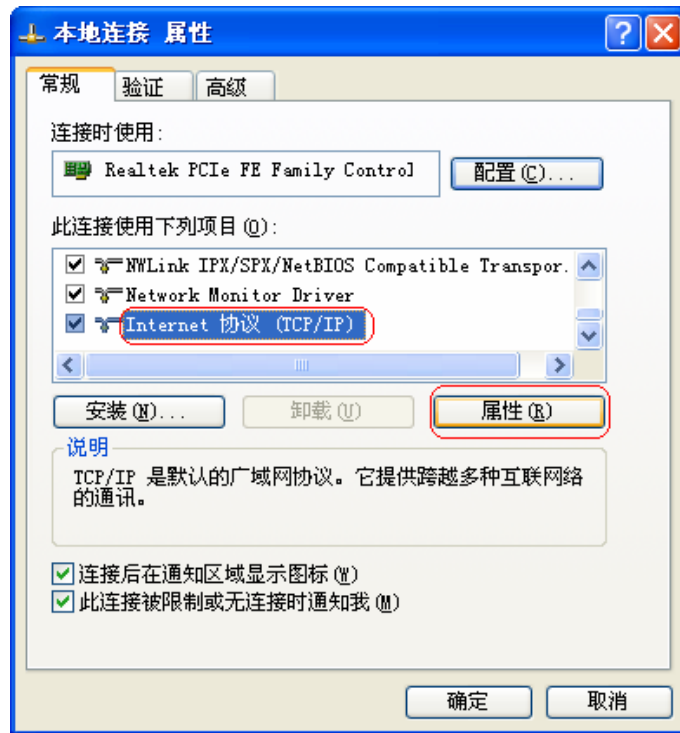 本地连接 属性
常规 验证 高级
连接时使用:
Realtek PCIe FE Family Control 配置(C)...
此连接使用下列项目(O):
NWLink IPX/SPX/NetBIOS Compatible Transpor.
Network Monitor Driver
Internet 协议 (TCP/IP)
安装(N)... 卸载(U) 属性(R)
说明
TCP/IP 是默认的广域网协议。它提供跨越多种互联网络
的通讯。
连接后在通知区域显示图标(W)
此连接被限制或无连接时通知我(M)
确定 取消